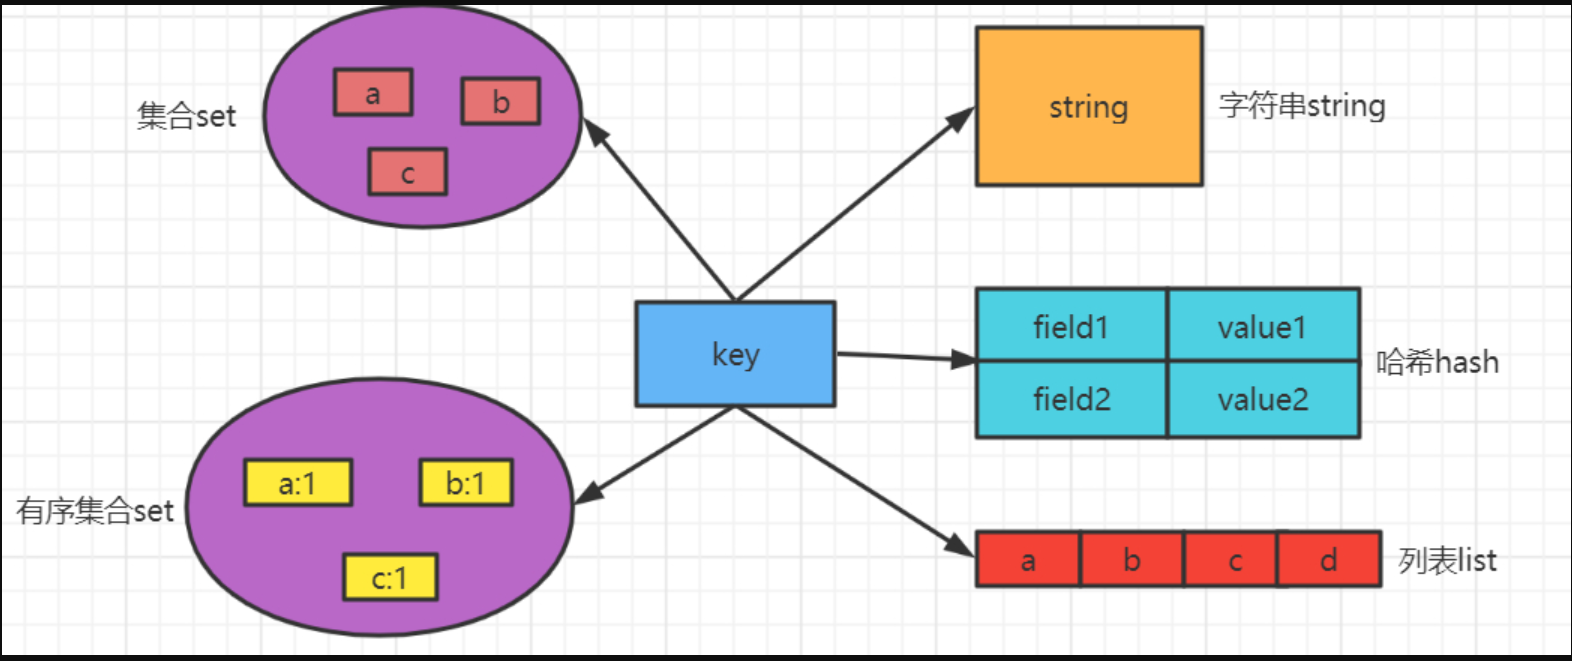 集合set
a
b
c
string
字符串string
key
field1
value1
field2
value2
哈希hash
有序集合set
a:1
b:1
c:1
a
b
c
d
列表list